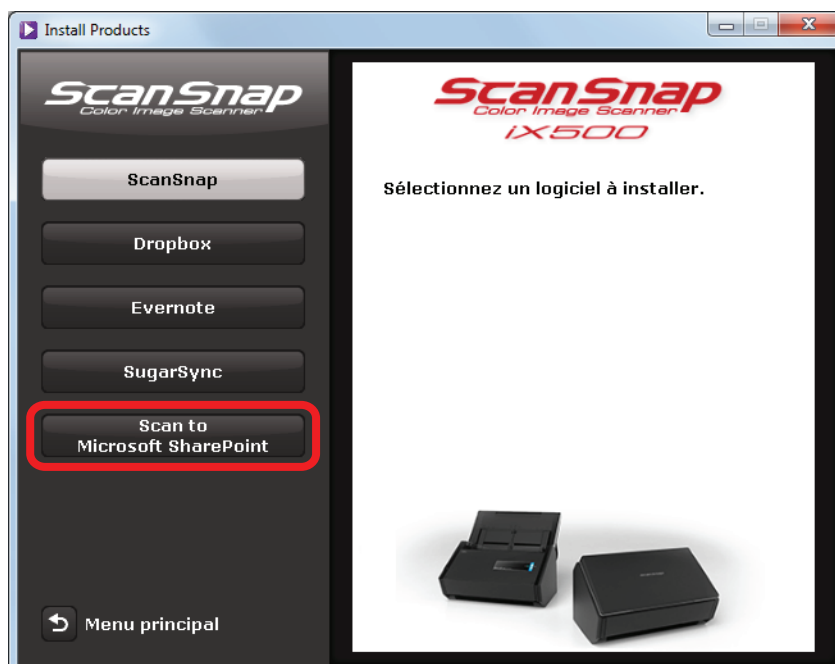 Install Products
ScanSnap
Color Image Scanner
ScanSnap
Dropbox
Evernote
SugarSync
Scan to
Microsoft SharePoint
Menu principal
ScanSnap
Color Image Scanner
iX500
Sélectionnez un logiciel à installer.